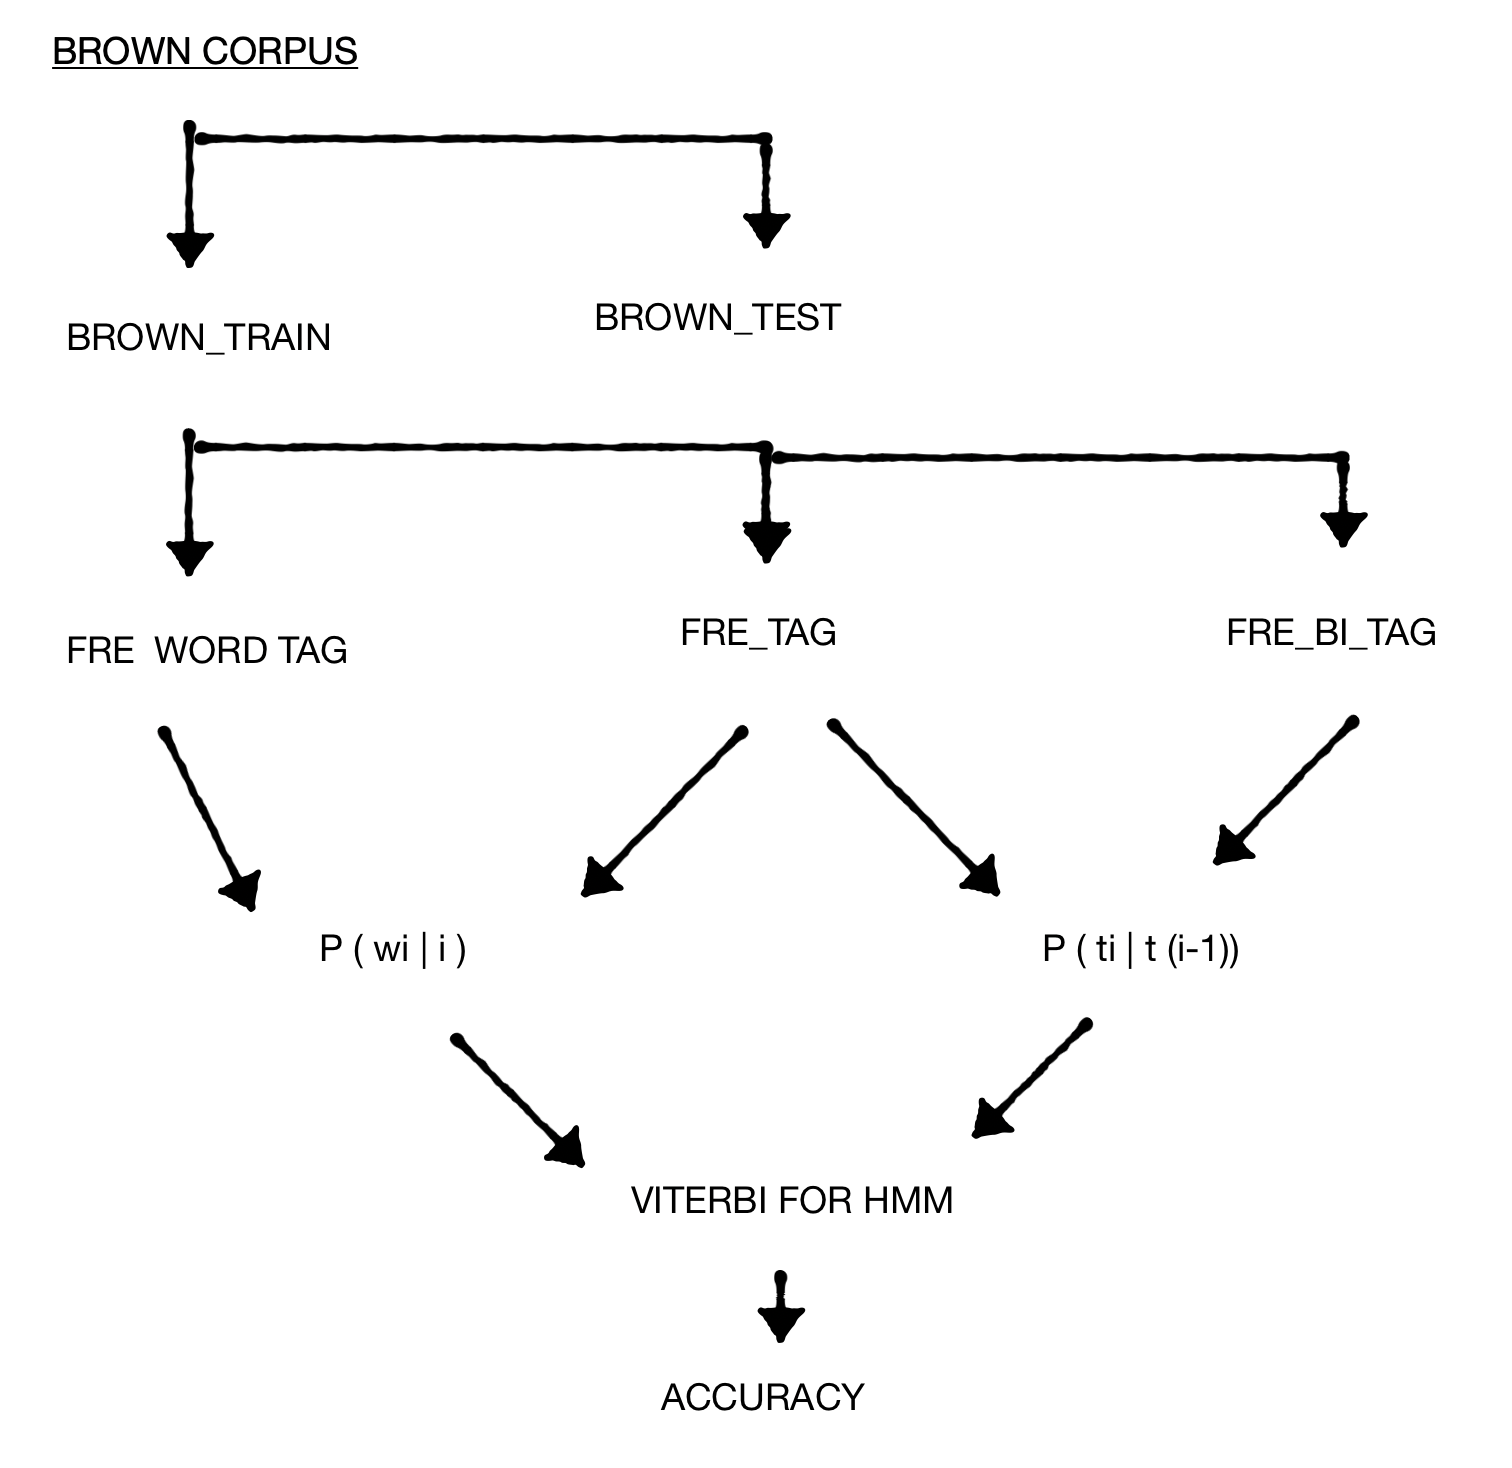 BROWN CORPUS
BROWN_TRAIN
BROWN_TEST
FRE WORD TAG
FRE_TAG
FRE_BI_TAG
P ( wi | i )
P ( ti | t (i-1))
VITERBI FOR HMM
ACCURACY